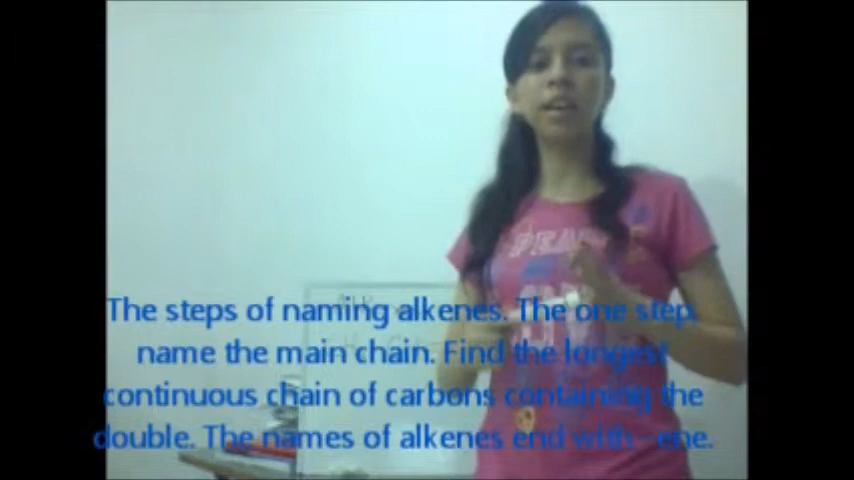 PEACE
The steps of naming alkenes. The one step,
name the main chain. Find the longest
continuous chain of carbons containing the
double. The names of alkenes end with -ene.